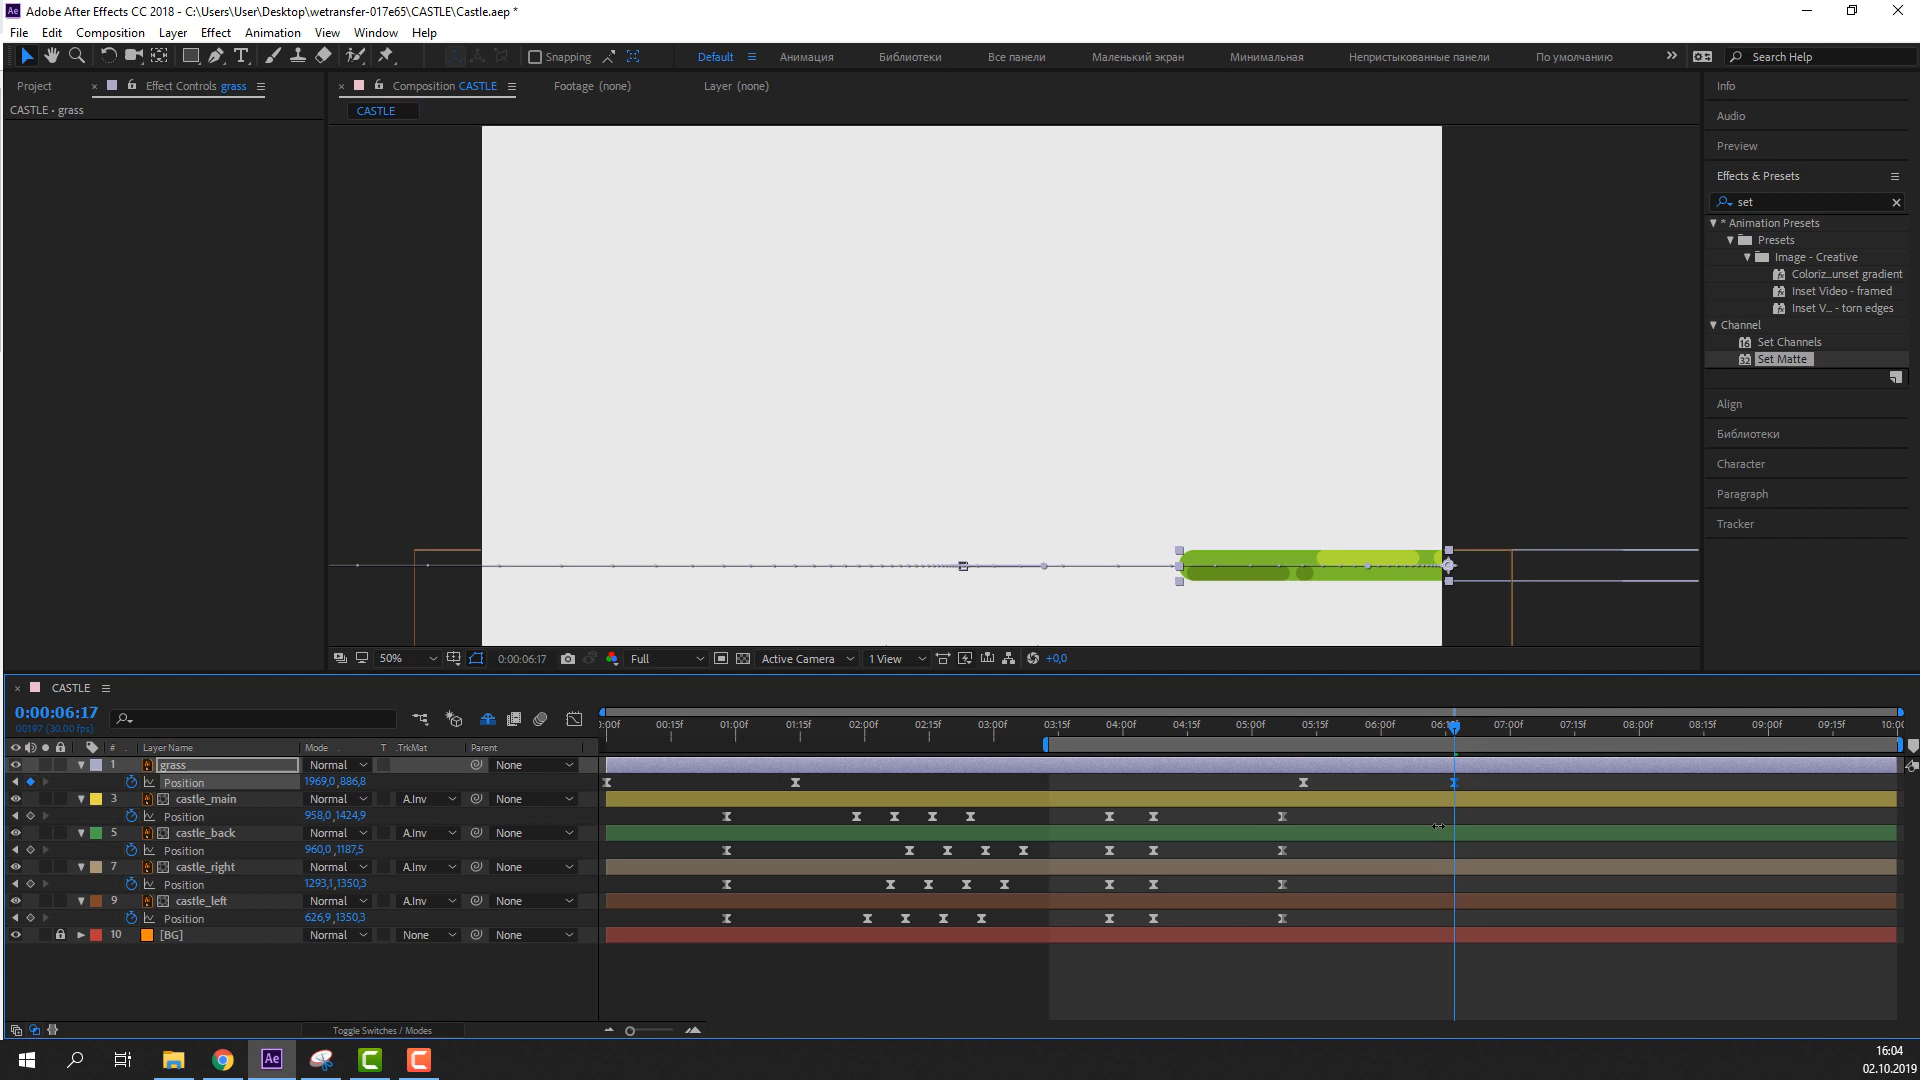 Adobe After Effects CC 2018 - C:\Users\User\Desktop\wetransfer-017e65\CASTLE\Castle.aep *
File Edit Composition Layer Effect Animation View Window Help
Snapping Default Анимация Библиотеки Все панели Маленький экран Минимальная Непристыкованные панели По умолчанию Search Help
Project Effect Controls grass Composition CASTLE Footage (none) Layer (none) Info
CASTLE • grass CASTLE
Audio
Preview
Effects & Presets
set
* Animation Presets
Presets
Image - Creative
Coloriz...unset gradient
Inset Video - framed
Inset V... - torn edges
Channel
Set Channels
Set Matte
Align
Библиотеки
Character
Paragraph
Tracker
50% 0:00:06:17 Full Active Camera 1 View +0,0
CASTLE
0:00:06:17
00197 (30.00 fps)
:00f 00:15f 01:00f 01:15f 02:00f 02:15f 03:00f 03:15f 04:00f 04:15f 05:00f 05:15f 06:00f 07:00f 07:15f 08:00f 08:15f 09:00f 09:15f 10:00
# Layer Name Mode T .TrkMat Parent
1 grass Normal None
Position 1969,0,886,8
3 castle_main Normal A.Inv None
Position 958,0,1424,9
5 castle_back Normal A.Inv None
Position 960,0,1187,5
7 castle_right Normal A.Inv None
Position 1293,1,1350,3
9 castle_left Normal A.Inv None
Position 626,9,1350,3
10 [BG] Normal None None
Toggle Switches / Modes
Ae
16:04
02.10.2019